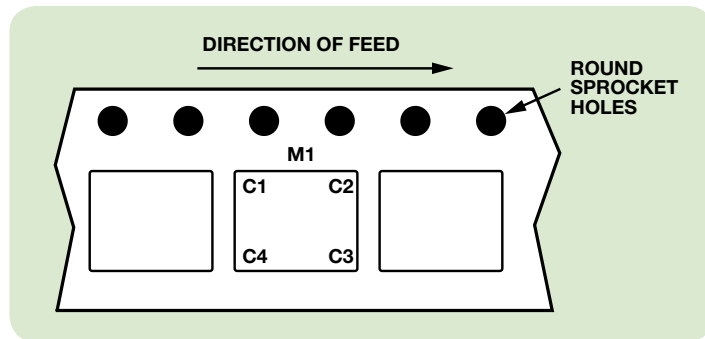 DIRECTION OF FEED
ROUND
SPROCKET
HOLES
M1
C1 C2
C4 C3